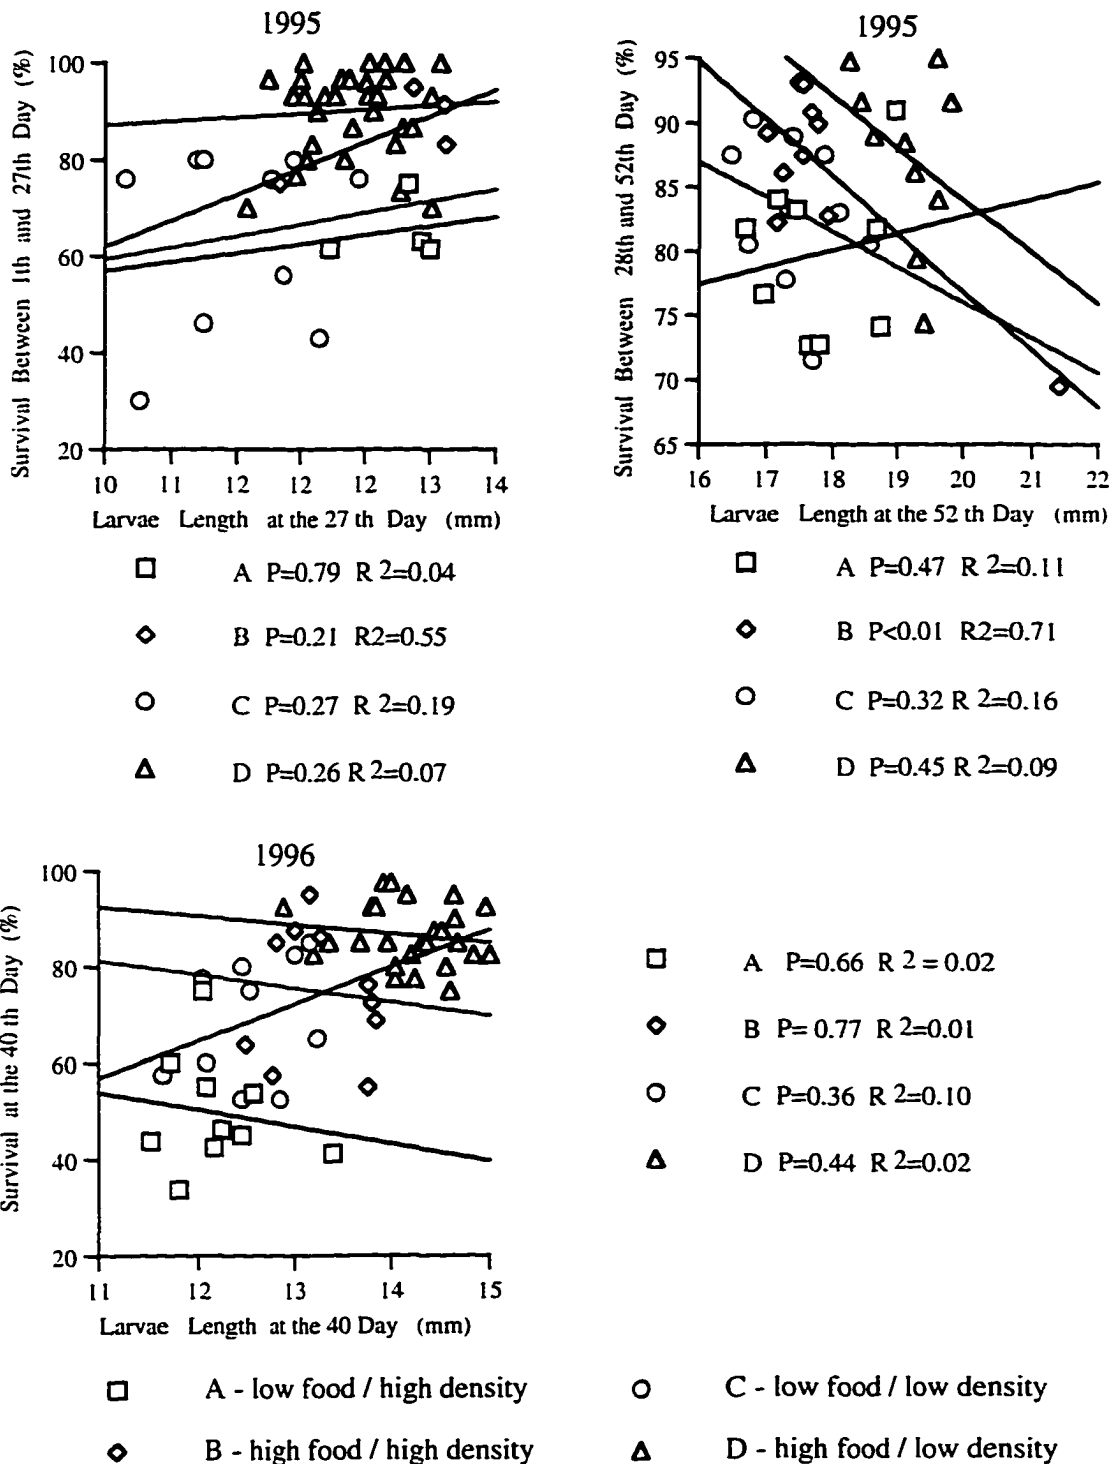 1995
Survival Between 1th and 27th Day (%)
100
80
60
40
20
10 11 12 12 12 13 14
Larvae Length at the 27 th Day (mm)
A P=0.79 R 2=0.04
B P=0.21 R2=0.55
C P=0.27 R 2=0.19
D P=0.26 R 2=0.07
1995
Survival Between 28th and 52th Day (%)
95
90
85
80
75
70
65
16 17 18 19 20 21 22
Larvae Length at the 52 th Day (mm)
A P=0.47 R 2=0.11
B P<0.01 R2=0.71
C P=0.32 R 2=0.16
D P=0.45 R 2=0.09
1996
Survival at the 40 th Day (%)
100
80
60
40
20
11 12 13 14 15
Larvae Length at the 40 Day (mm)
A P=0.66 R 2 = 0.02
B P= 0.77 R 2=0.01
C P=0.36 R 2=0.10
D P=0.44 R 2=0.02
A - low food / high density
B - high food / high density
C - low food / low density
D - high food / low density